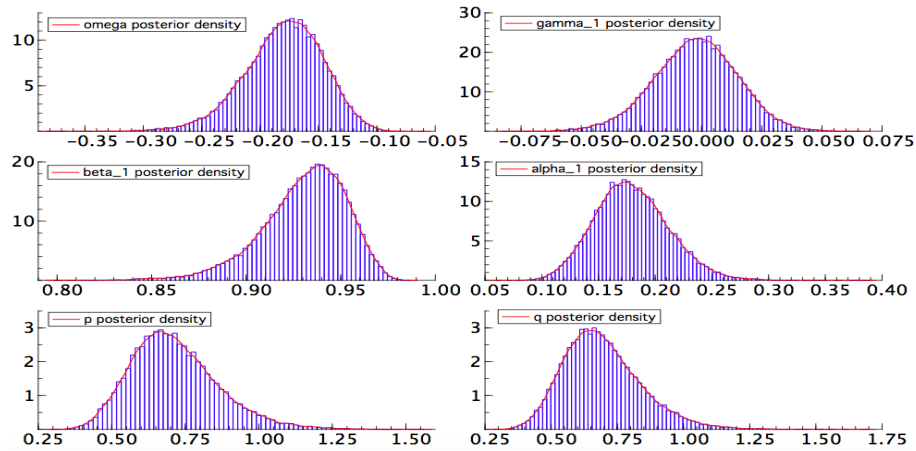 omega posterior density
10
5
−0.35 −0.30 −0.25 −0.20 −0.15 −0.10 −0.05
30
gamma_1 posterior density
20
10
−0.075 −0.050 −0.025 0.000 0.025 0.050 0.075
20
beta_1 posterior density
10
0.80 0.85 0.90 0.95 1.00
15
alpha_1 posterior density
10
5
0.05 0.10 0.15 0.20 0.25 0.30 0.35 0.40
p posterior density
3
2
1
0.25 0.50 0.75 1.00 1.25 1.50
q posterior density
3
2
1
0.25 0.50 0.75 1.00 1.25 1.50 1.75